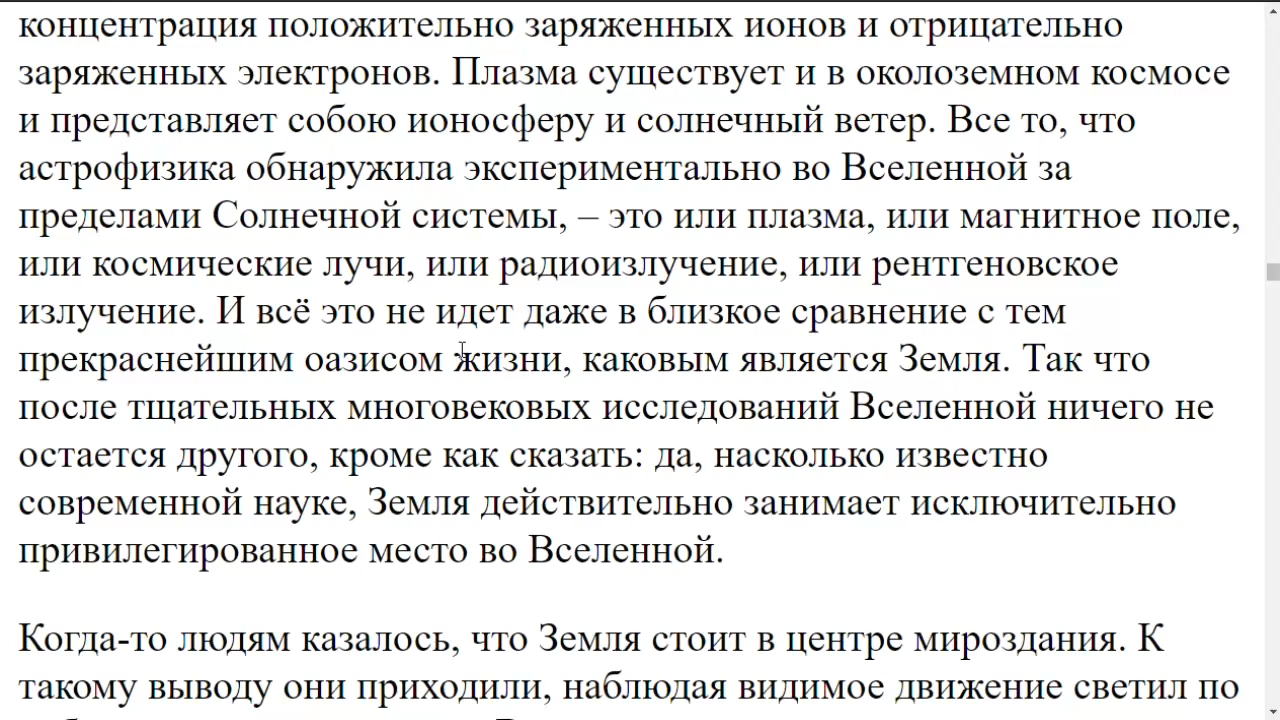 концентрация положительно заряженных ионов и отрицательно
заряженных электронов. Плазма существует и в околоземном космосе
и представляет собою ионосферу и солнечный ветер. Все то, что
астрофизика обнаружила экспериментально во Вселенной за
пределами Солнечной системы, – это или плазма, или магнитное поле,
или космические лучи, или радиоизлучение, или рентгеновское
излучение. И всё это не идет даже в близкое сравнение с тем
прекраснейшим оазисом жизни, каковым является Земля. Так что
после тщательных многовековых исследований Вселенной ничего не
остается другого, кроме как сказать: да, насколько известно
современной науке, Земля действительно занимает исключительно
привилегированное место во Вселенной.
Когда-то людям казалось, что Земля стоит в центре мироздания. К
такому выводу они приходили, наблюдая видимое движение светил по